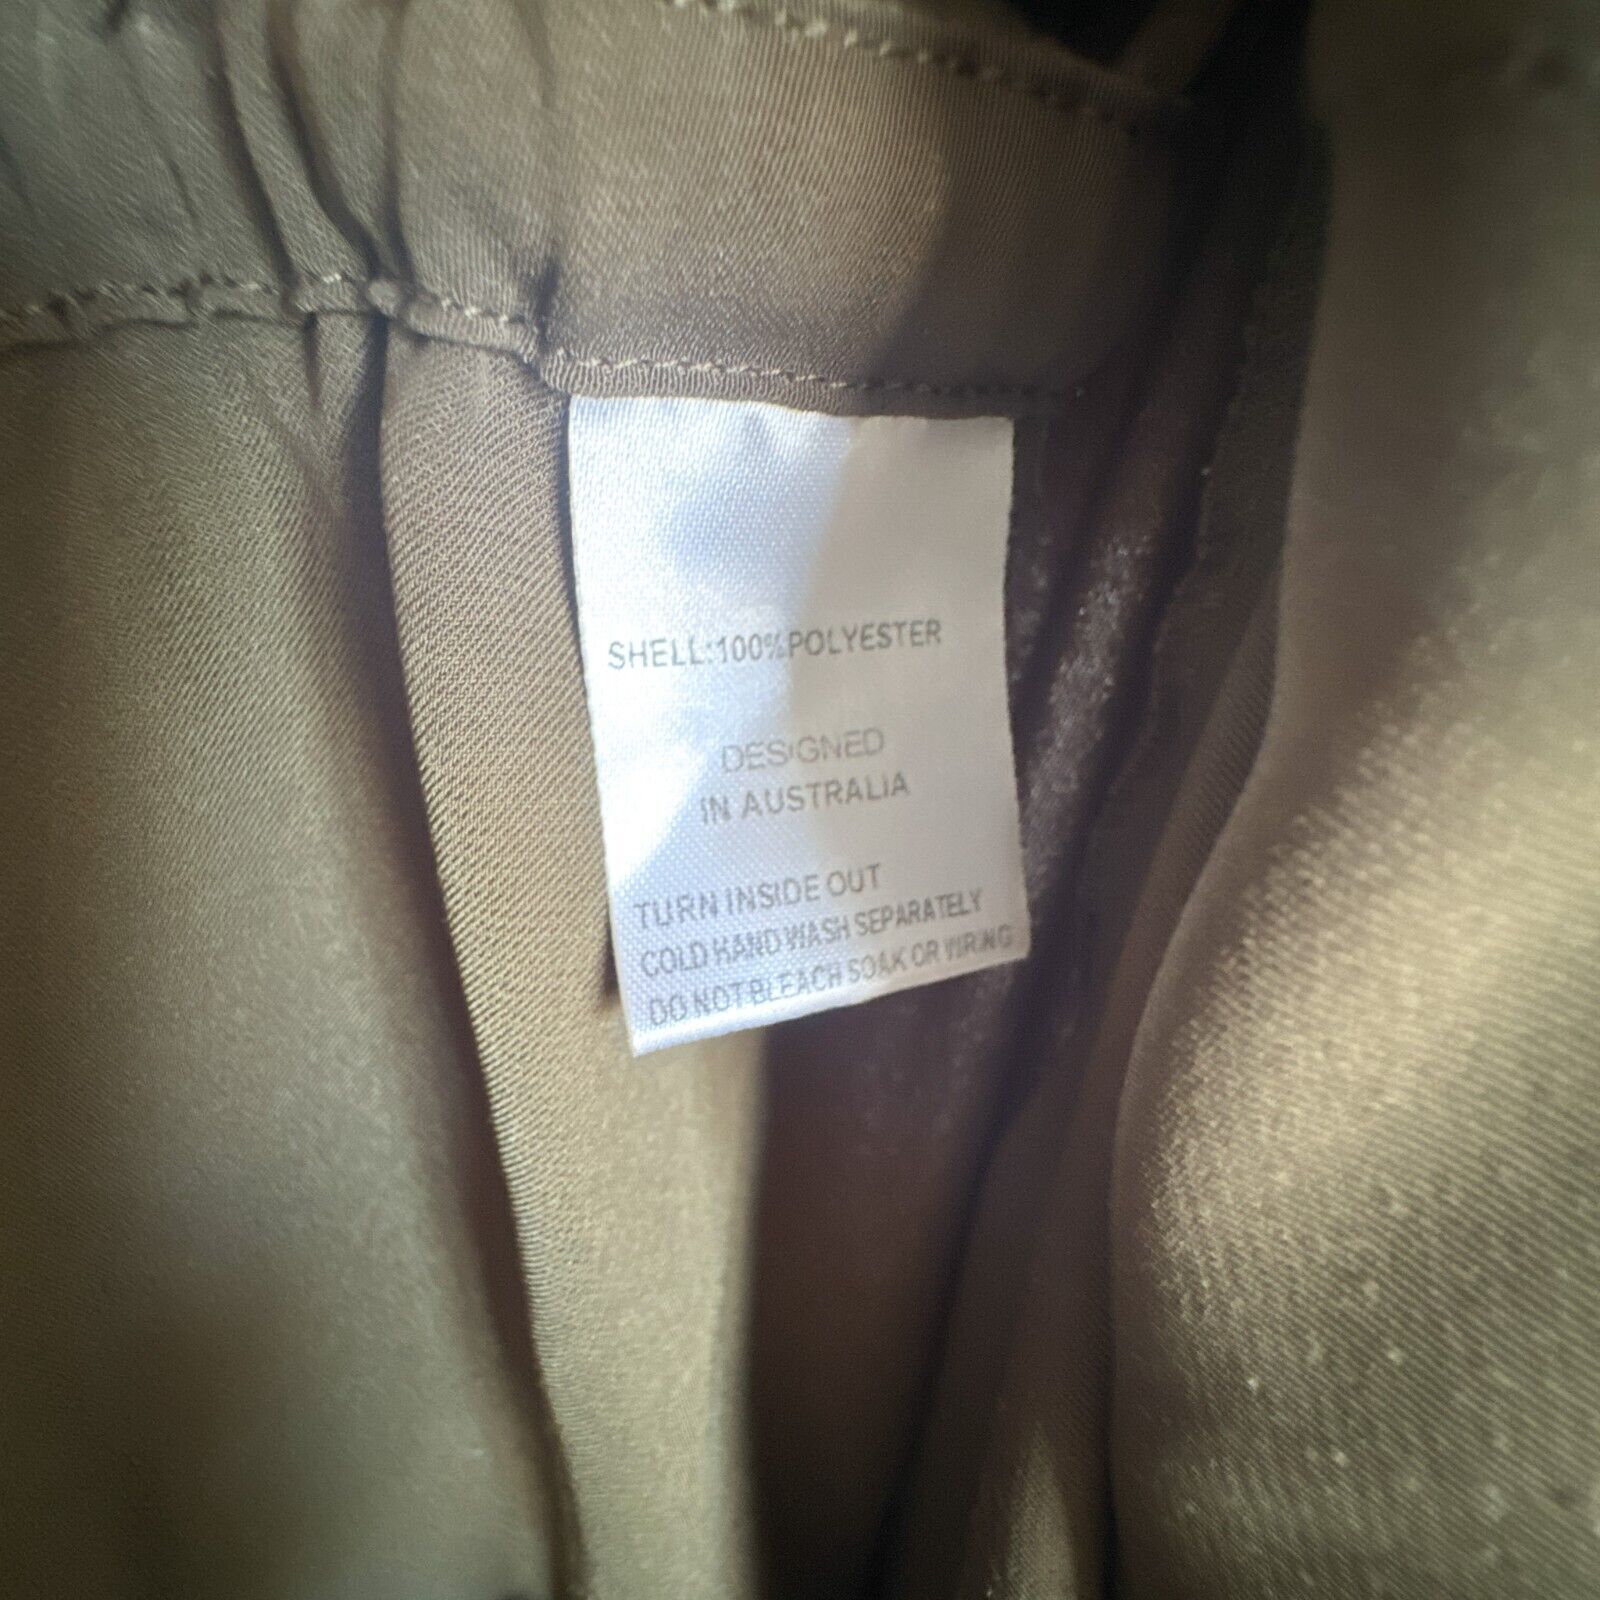 SHELL:100%POLYESTER
DESIGNED
IN AUSTRALIA
TURN INSIDE OUT
COLD HAND WASH SEPARATELY
DO NOT BLEACH SOAK OR WRING